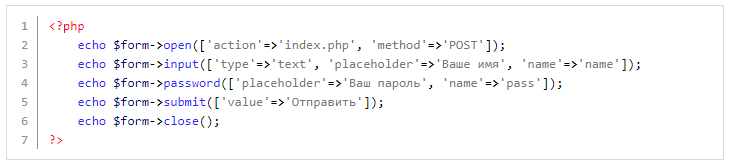 1 <?php
2 echo $form->open(['action'=>'index.php', 'method'=>'POST']);
3 echo $form->input(['type'=>'text', 'placeholder'=>'Ваше имя', 'name'=>'name']);
4 echo $form->password(['placeholder'=>'Ваш пароль', 'name'=>'pass']);
5 echo $form->submit(['value'=>'Отправить']);
6 echo $form->close();
7 ?>